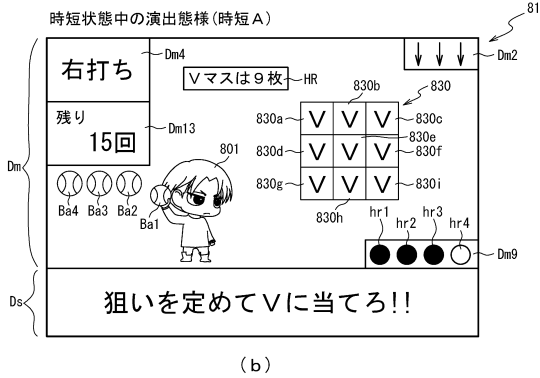 時短状態中の演出態様(時短A)
81
右打ち
Dm4
Dm2
Vマスは9枚
HR
830b
830
残り
15回
Dm13
830a
V V V
830c
830e
Dm
801
830d
V V V
830f
830g
V V V
830i
830h
Ba4 Ba3 Ba2 Ba1
hr1 hr2 hr3 hr4
Dm9
Ds
狙いを定めてVに当てろ!!
(b)